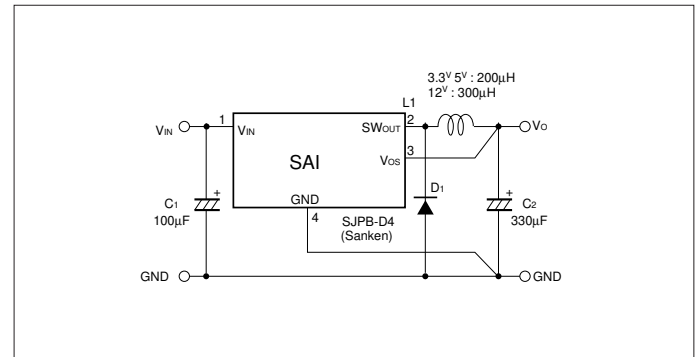 3.3V 5V : 200µH
12V : 300µH
L1
1
VIN
VIN
SWOUT
2
VO
SAI
VOS
3
D1
GND
4
C1
100µF
SJPB-D4
(Sanken)
C2
330µF
+
+
GND
GND